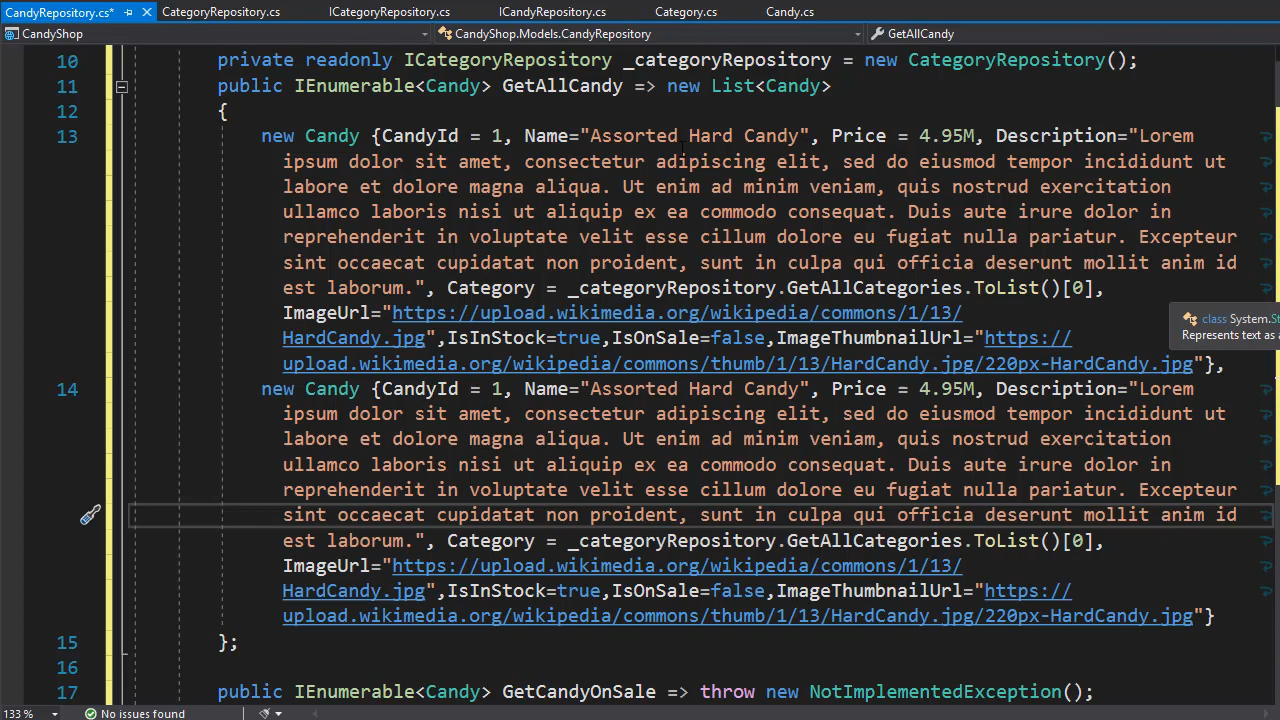 CandyRepository.cs* CategoryRepository.cs ICategoryRepository.cs ICandyRepository.cs Category.cs Candy.cs
CandyShop CandyShop.Models.CandyRepository GetAllCandy
10 private readonly ICategoryRepository _categoryRepository = new CategoryRepository();
11 public IEnumerable<Candy> GetAllCandy => new List<Candy>
12 {
13 new Candy {CandyId = 1, Name="Assorted Hard Candy", Price = 4.95M, Description="Lorem
ipsum dolor sit amet, consectetur adipiscing elit, sed do eiusmod tempor incididunt ut
labore et dolore magna aliqua. Ut enim ad minim veniam, quis nostrud exercitation
ullamco laboris nisi ut aliquip ex ea commodo consequat. Duis aute irure dolor in
reprehenderit in voluptate velit esse cillum dolore eu fugiat nulla pariatur. Excepteur
sint occaecat cupidatat non proident, sunt in culpa qui officia deserunt mollit anim id
est laborum.", Category = _categoryRepository.GetAllCategories.ToList()[0],
ImageUrl="https://upload.wikimedia.org/wikipedia/commons/1/13/
HardCandy.jpg",IsInStock=true,IsOnSale=false,ImageThumbnailUrl="https://
upload.wikimedia.org/wikipedia/commons/thumb/1/13/HardCandy.jpg/220px-HardCandy.jpg"},
class System.St
Represents text as a
14 new Candy {CandyId = 1, Name="Assorted Hard Candy", Price = 4.95M, Description="Lorem
ipsum dolor sit amet, consectetur adipiscing elit, sed do eiusmod tempor incididunt ut
labore et dolore magna aliqua. Ut enim ad minim veniam, quis nostrud exercitation
ullamco laboris nisi ut aliquip ex ea commodo consequat. Duis aute irure dolor in
reprehenderit in voluptate velit esse cillum dolore eu fugiat nulla pariatur. Excepteur
sint occaecat cupidatat non proident, sunt in culpa qui officia deserunt mollit anim id
est laborum.", Category = _categoryRepository.GetAllCategories.ToList()[0],
ImageUrl="https://upload.wikimedia.org/wikipedia/commons/1/13/
HardCandy.jpg",IsInStock=true,IsOnSale=false,ImageThumbnailUrl="https://
upload.wikimedia.org/wikipedia/commons/thumb/1/13/HardCandy.jpg/220px-HardCandy.jpg"}
15 };
16
17 public IEnumerable<Candy> GetCandyOnSale => throw new NotImplementedException();
133 % No issues found